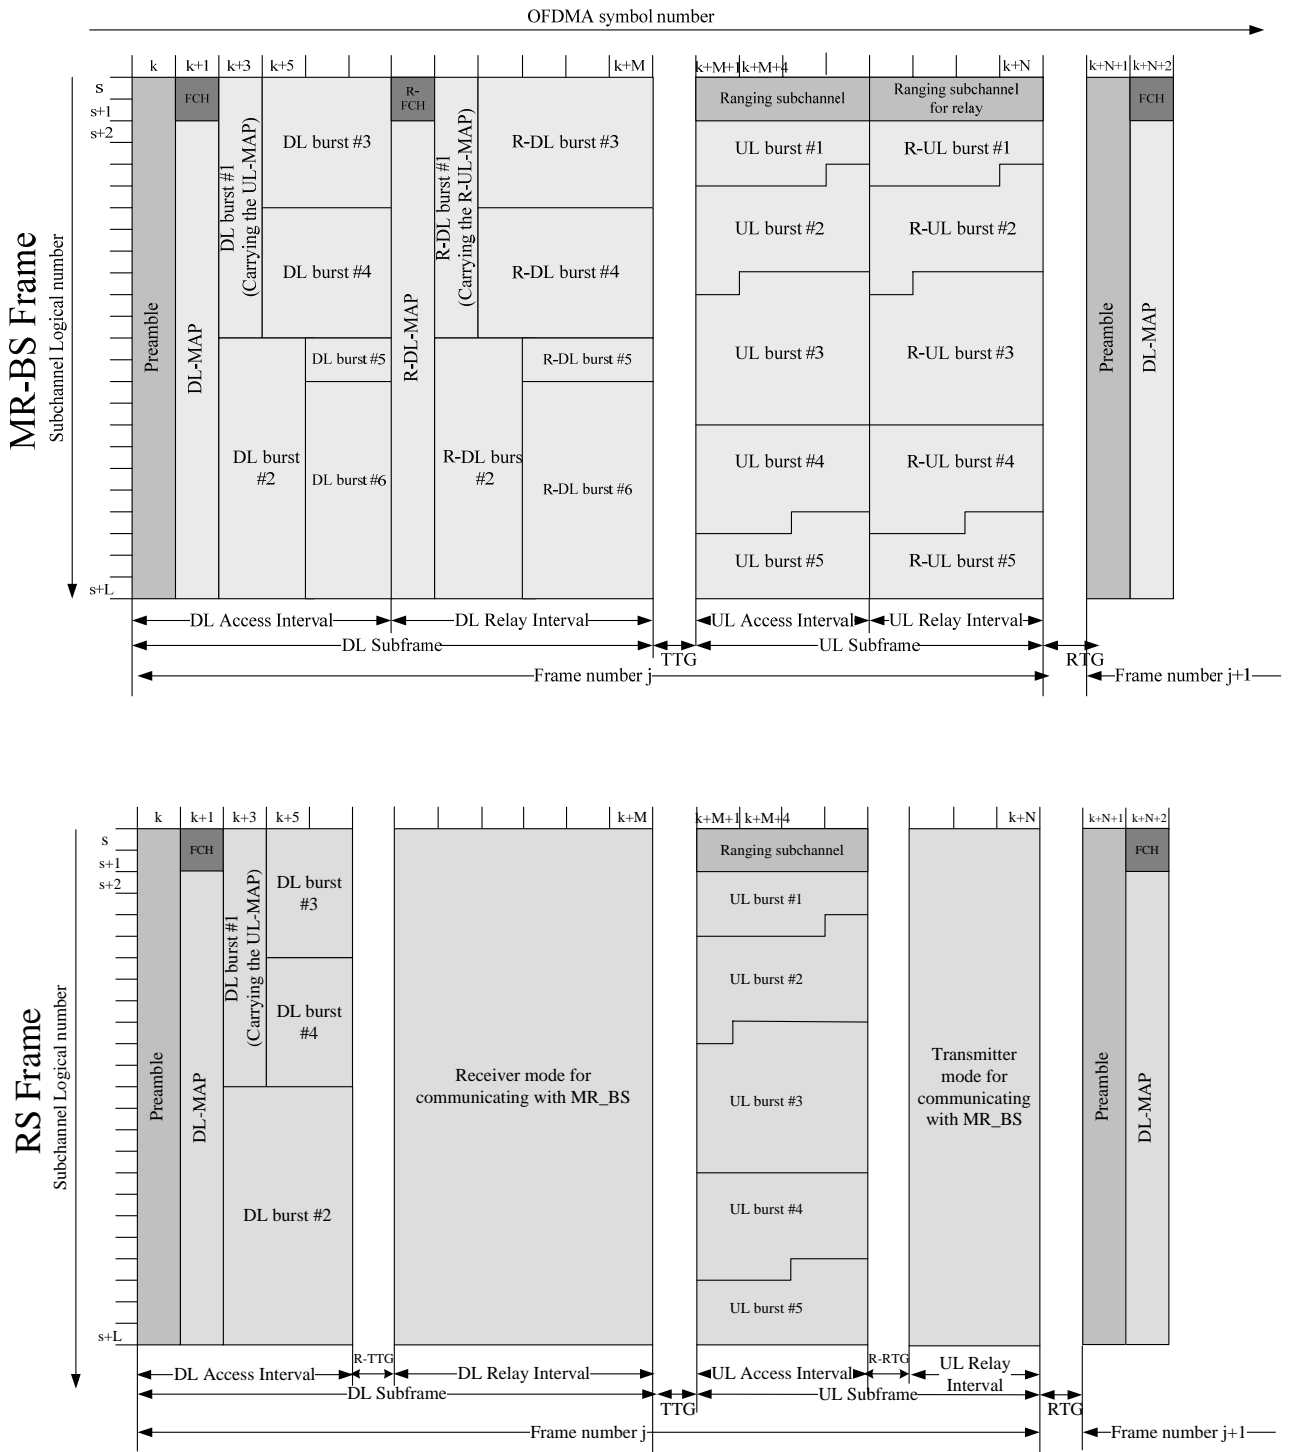 OFDMA symbol number
k
k+1
k+3
k+5
k+M
k+M+1
k+M+4
k+N
k+N+1
k+N+2
MR-BS Frame
Subchannel Logical number
s
s+1
s+2
s+L
Preamble
FCH
DL-MAP
DL burst #1
(Carrying the UL-MAP)
DL burst #3
DL burst #4
DL burst
#2
DL burst #5
DL burst #6
R-
FCH
R-DL-MAP
R-DL burst #1
(Carrying the R-UL-MAP)
R-DL burst #3
R-DL burst #4
R-DL burs
#2
R-DL burst #5
R-DL burst #6
Ranging subchannel
UL burst #1
UL burst #2
UL burst #3
UL burst #4
UL burst #5
Ranging subchannel
for relay
R-UL burst #1
R-UL burst #2
R-UL burst #3
R-UL burst #4
R-UL burst #5
Preamble
FCH
DL-MAP
DL Access Interval
DL Relay Interval
UL Access Interval
UL Relay Interval
DL Subframe
TTG
UL Subframe
RTG
Frame number j
Frame number j+1
k
k+1
k+3
k+5
k+M
k+M+1
k+M+4
k+N
k+N+1
k+N+2
RS Frame
Subchannel Logical number
s
s+1
s+2
s+L
Preamble
FCH
DL-MAP
DL burst #1
(Carrying the UL-MAP)
DL burst
#3
DL burst
#4
DL burst #2
Receiver mode for
communicating with MR_BS
Ranging subchannel
UL burst #1
UL burst #2
UL burst #3
UL burst #4
UL burst #5
Transmitter
mode for
communicating
with MR_BS
Preamble
FCH
DL-MAP
DL Access Interval
R-TTG
DL Relay Interval
UL Access Interval
R-RTG
UL Relay
Interval
DL Subframe
TTG
UL Subframe
RTG
Frame number j
Frame number j+1